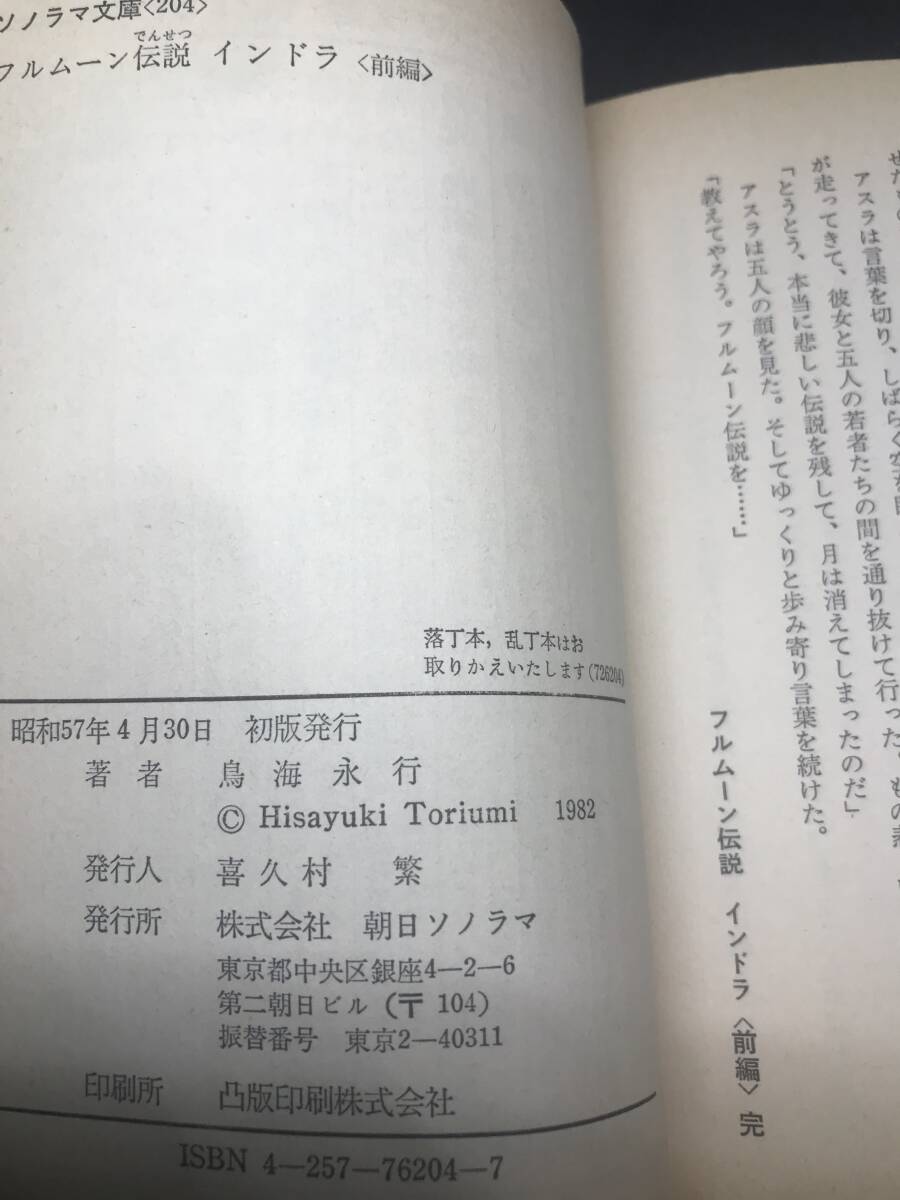 ソノラマ文庫<204>
でんせつ
フルムーン伝説 インドラ <前編>
落丁本，乱丁本はお
取りかえいたします(726204)
昭和57年4月30日 初版発行
著者 鳥海永行
© Hisayuki Toriumi 1982
発行人 喜久村 繁
発行所 株式会社 朝日ソノラマ
東京都中央区銀座4―2―6
第二朝日ビル (〒 104)
振替番号 東京2―40311
印刷所 凸版印刷株式会社
ISBN 4―257―76204―7
アスラは言葉を切り、しばらく
が走ってきて、彼女と五人の若者たちの間を通り抜けて行った。もの
「とうとう、本当に悲しい伝説を残して、月は消えてしまったのだ」
アスラは五人の顔を見た。そしてゆっくりと歩み寄り言葉を続けた。
「教えてやろう。フルムーン伝説を……」
フルムーン伝説 インドラ〈前編〉 完